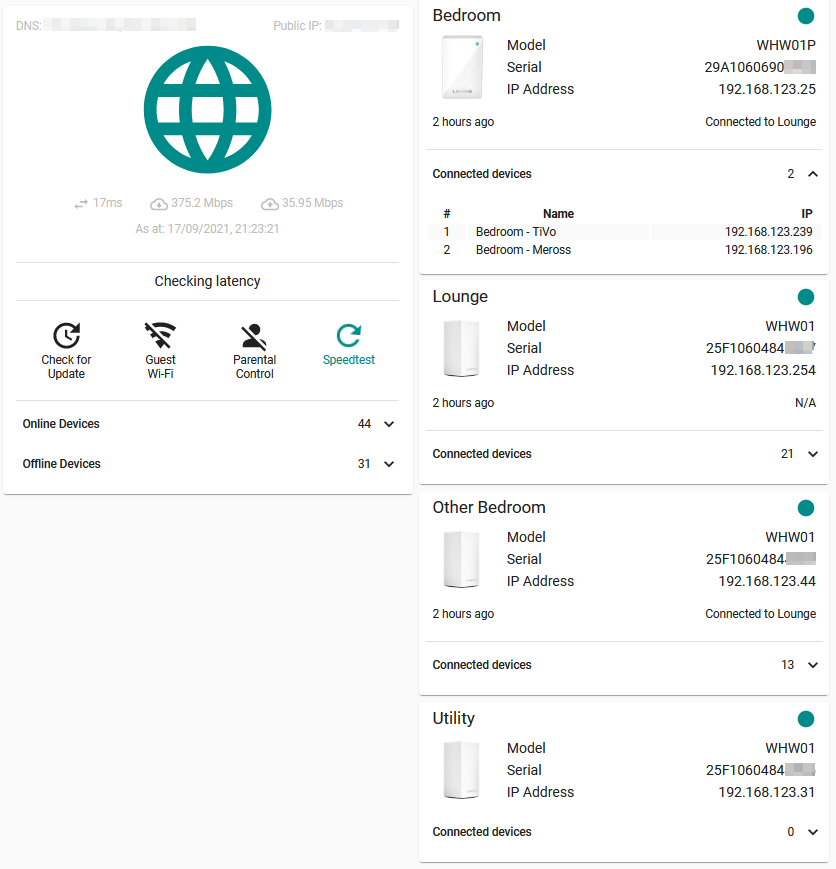 DNS:
Public IP:
17ms 375.2 Mbps 35.95 Mbps
As at: 17/09/2021, 21:23:21
Checking latency
Check for Update
Guest Wi-Fi
Parental Control
Speedtest
Online Devices 44
Offline Devices 31
Bedroom
Model WHW01P
Serial 29A1060690
IP Address 192.168.123.25
2 hours ago Connected to Lounge
Connected devices 2
# Name IP
1 Bedroom - TiVo 192.168.123.239
2 Bedroom - Meross 192.168.123.196
Lounge
Model WHW01
Serial 25F1060484
IP Address 192.168.123.254
2 hours ago N/A
Connected devices 21
Other Bedroom
Model WHW01
Serial 25F1060484
IP Address 192.168.123.44
2 hours ago Connected to Lounge
Connected devices 13
Utility
Model WHW01
Serial 25F1060484
IP Address 192.168.123.31
Connected devices 0